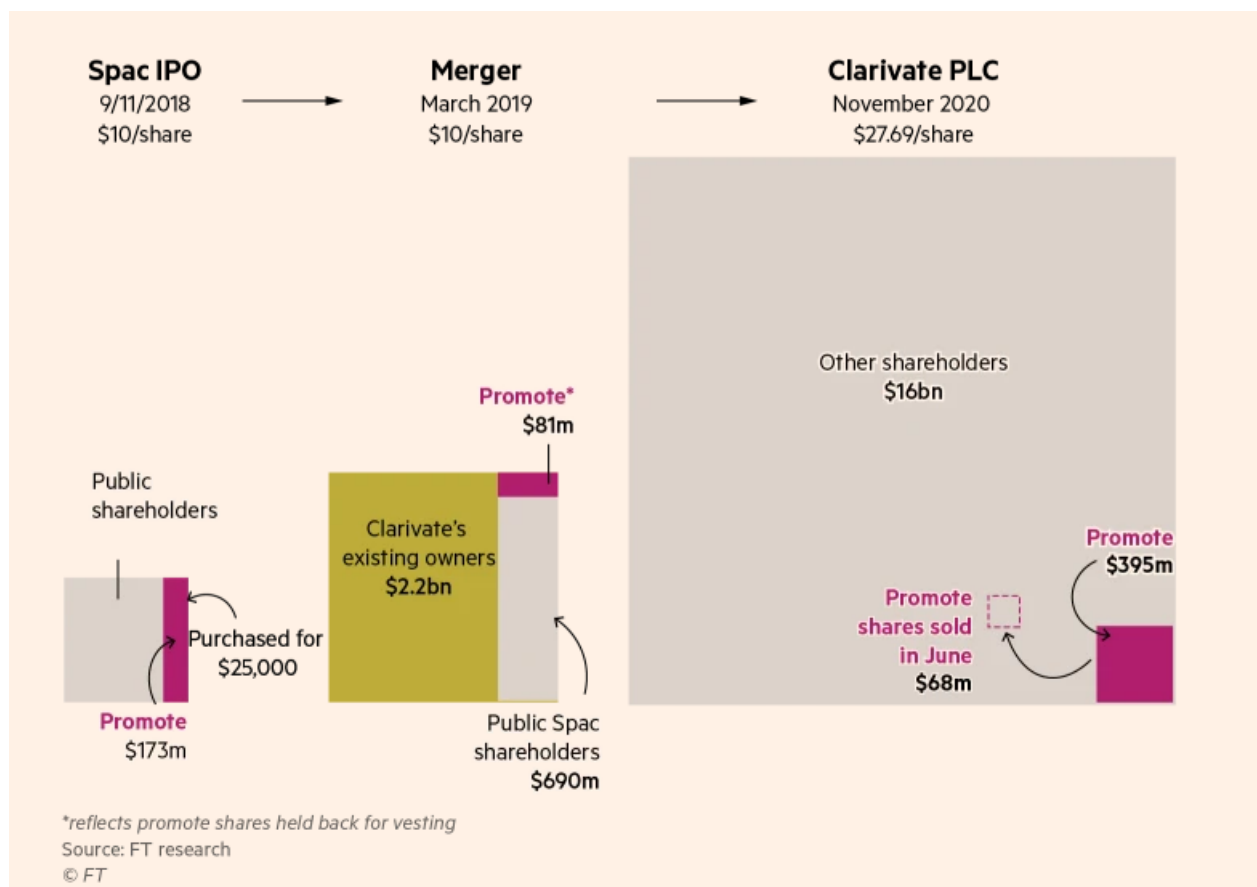 Spac IPO
9/11/2018
$10/share
Merger
March 2019
$10/share
Clarivate PLC
November 2020
$27.69/share
Public
shareholders
Purchased for
$25,000
Promote
$173m
Promote*
$81m
Clarivate's
existing owners
$2.2bn
Public Spac
shareholders
$690m
Other shareholders
$16bn
Promote
$395m
Promote
shares sold
in June
$68m
*reflects promote shares held back for vesting
Source: FT research
© FT